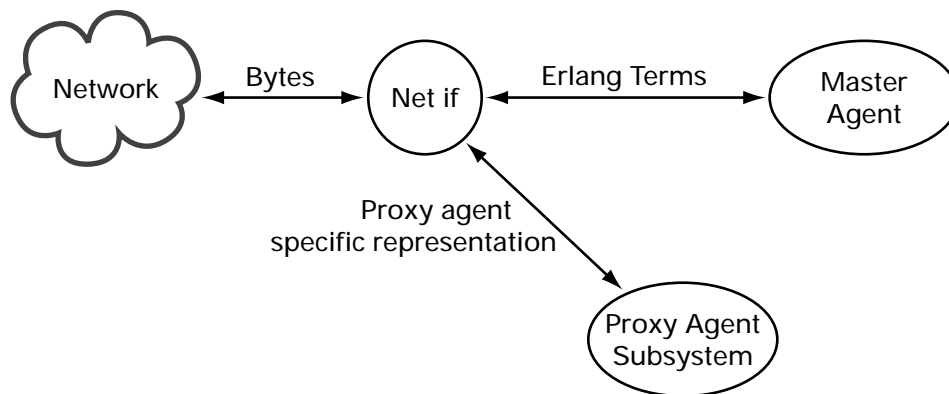 Network
Bytes
Net if
Erlang Terms
Master
Agent
Proxy agent
specific representation
Proxy Agent
Subsystem